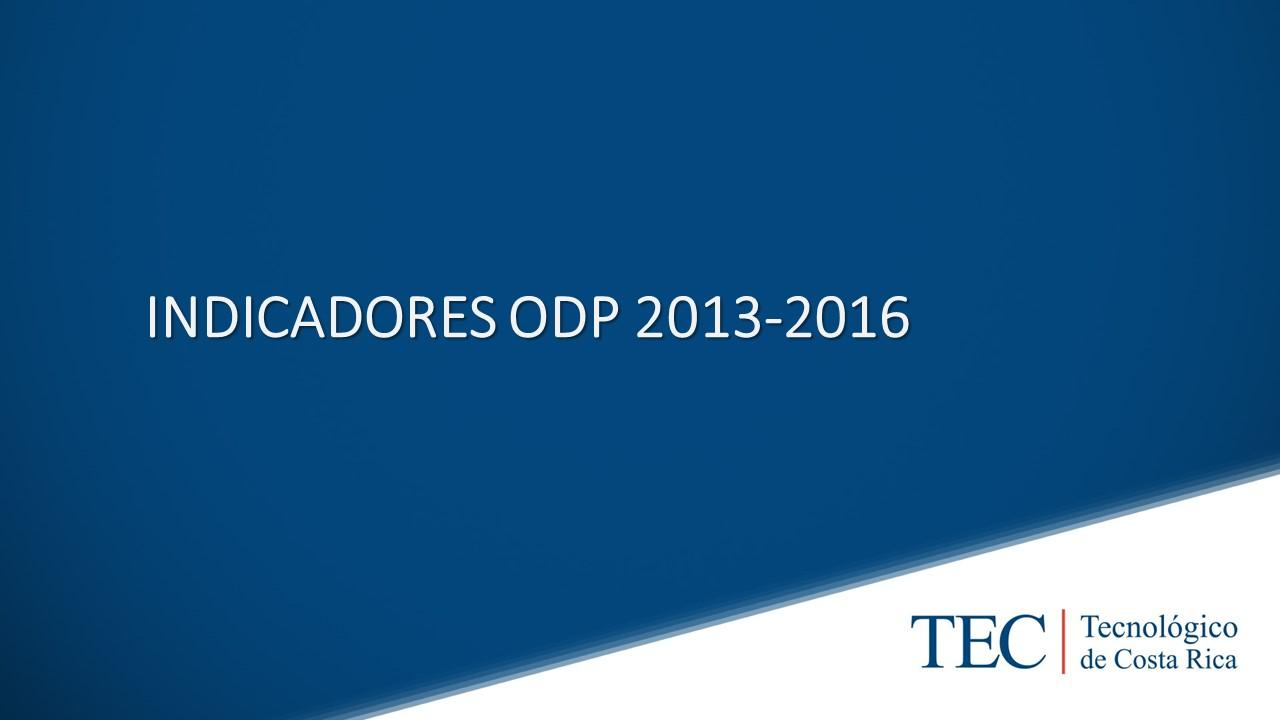 INDICADORES ODP 2013-2016
TEC
Tecnológico
de Costa Rica